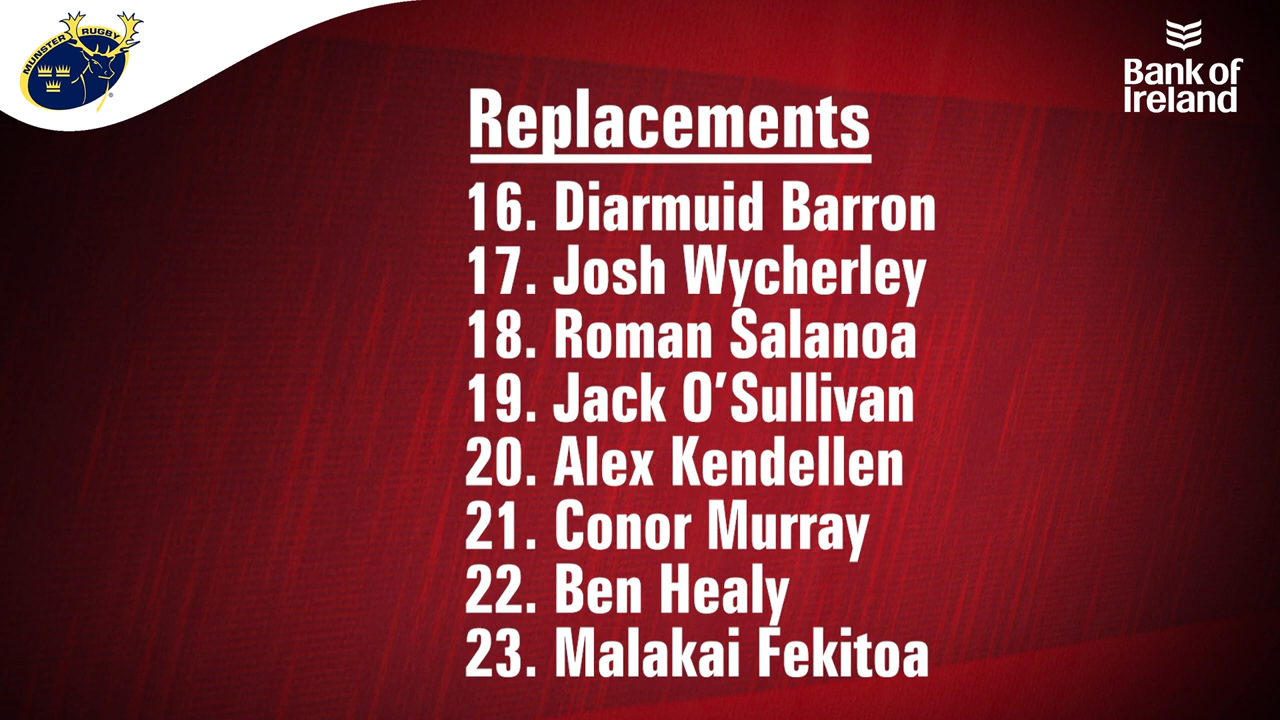 MUNSTER RUGBY
Bank of
Ireland
Replacements
16. Diarmuid Barron
17. Josh Wycherley
18. Roman Salanoa
19. Jack O'Sullivan
20. Alex Kendellen
21. Conor Murray
22. Ben Healy
23. Malakai Fekitoa